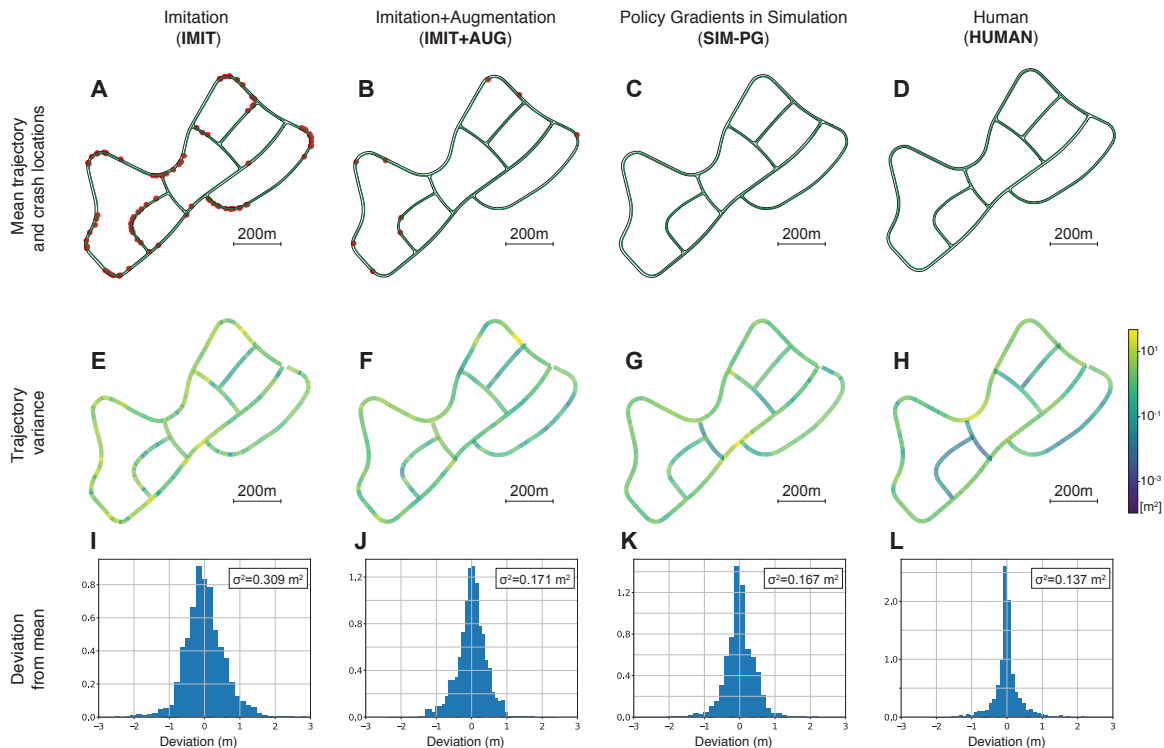 Imitation
(IMIT)
Imitation+Augmentation
(IMIT+AUG)
Policy Gradients in Simulation
(SIM-PG)
Human
(HUMAN)
Mean trajectory
and crash locations
A
B
C
D
200m
200m
200m
200m
Trajectory
variance
E
F
G
H
200m
200m
200m
200m
10¹
10⁻¹
10⁻³
[m²]
Deviation
from mean
I
J
K
L
σ²=0.309 m²
σ²=0.171 m²
σ²=0.167 m²
σ²=0.137 m²
0.8
0.6
0.4
0.2
0.0
−3 −2 −1 0 1 2 3
Deviation (m)
1.2
0.8
0.4
0.0
−3 −2 −1 0 1 2 3
Deviation (m)
1.4
1.0
0.6
0.4
0.0
−3 −2 −1 0 1 2 3
Deviation (m)
2.0
1.0
0.0
−3 −2 −1 0 1 2 3
Deviation (m)